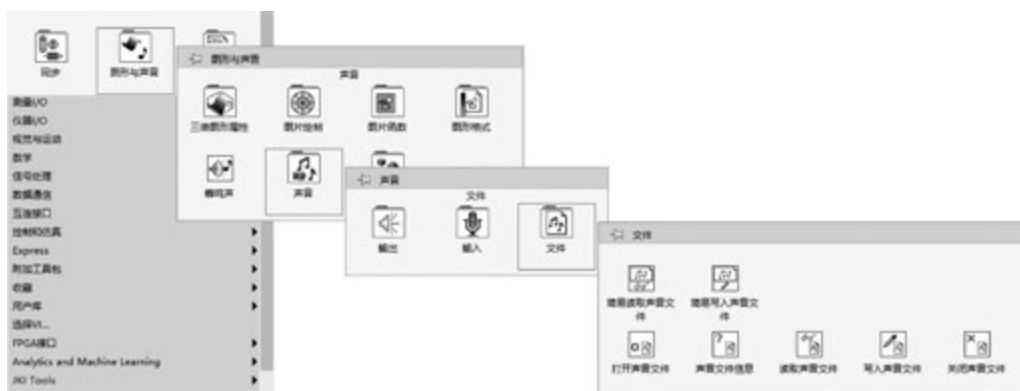 同步
图形与声音
图形与声音
声音
三维图形属性
图片绘制
图片函数
图形格式
蜂鸣声
声音
测量I/O
仪器I/O
视觉与运动
数学
信号处理
数据通信
互连接口
控制和仿真
Express
附加工具包
收藏
用户库
选择VI...
FPGA接口
Analytics and Machine Learning
JKI Tools
声音
文件
输出
输入
文件
文件
简易读取声音文件
简易写入声音文件
打开声音文件
声音文件信息
读取声音文件
写入声音文件
关闭声音文件